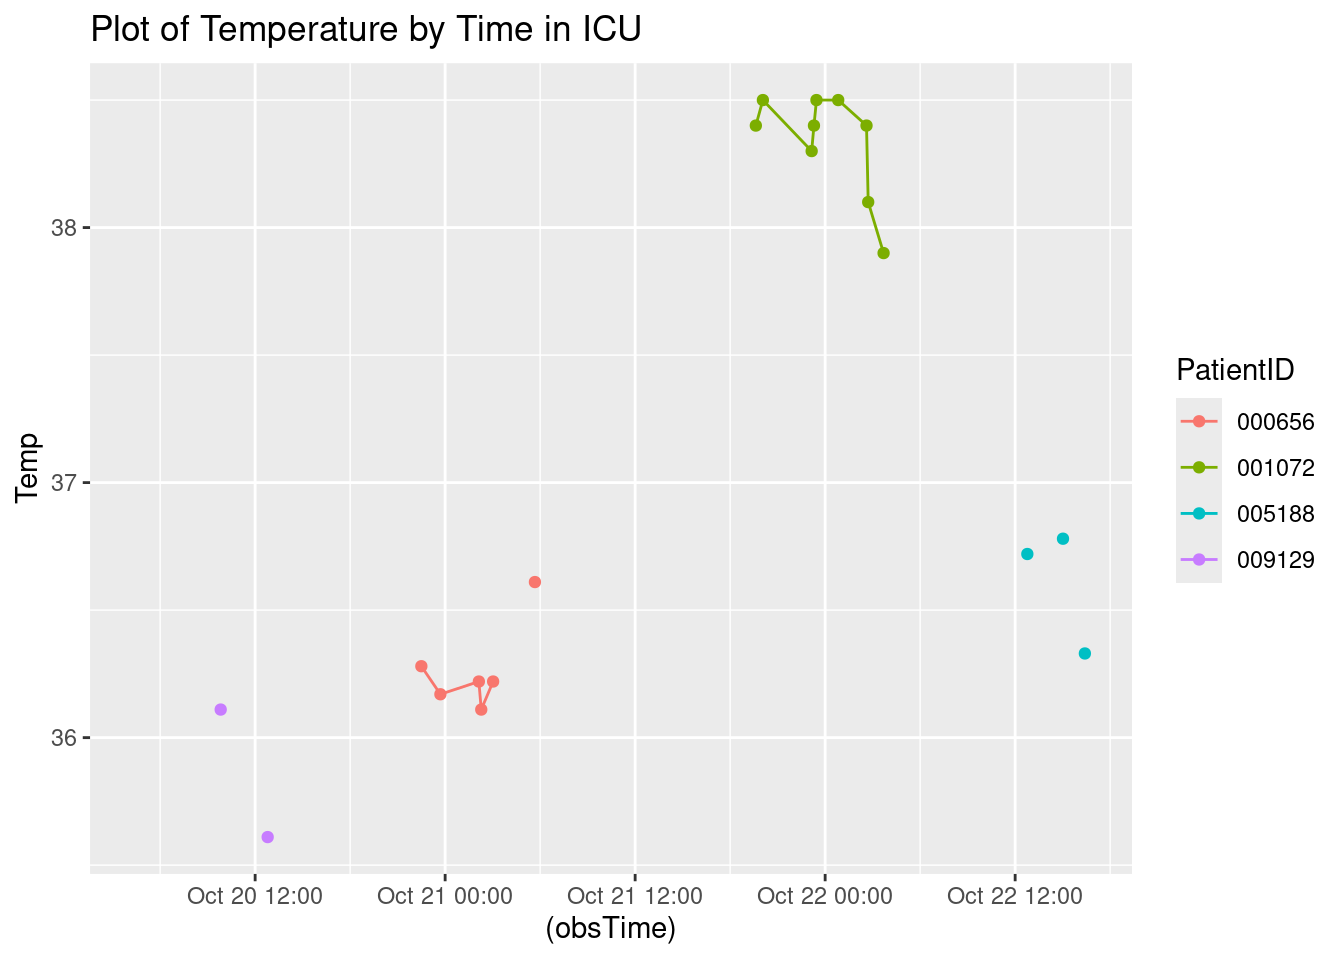 Plot of Temperature by Time in ICU
38
37
36
Temp
Oct 20 12:00
Oct 21 00:00
Oct 21 12:00
Oct 22 00:00
Oct 22 12:00
(obsTime)
PatientID
000656
001072
005188
009129